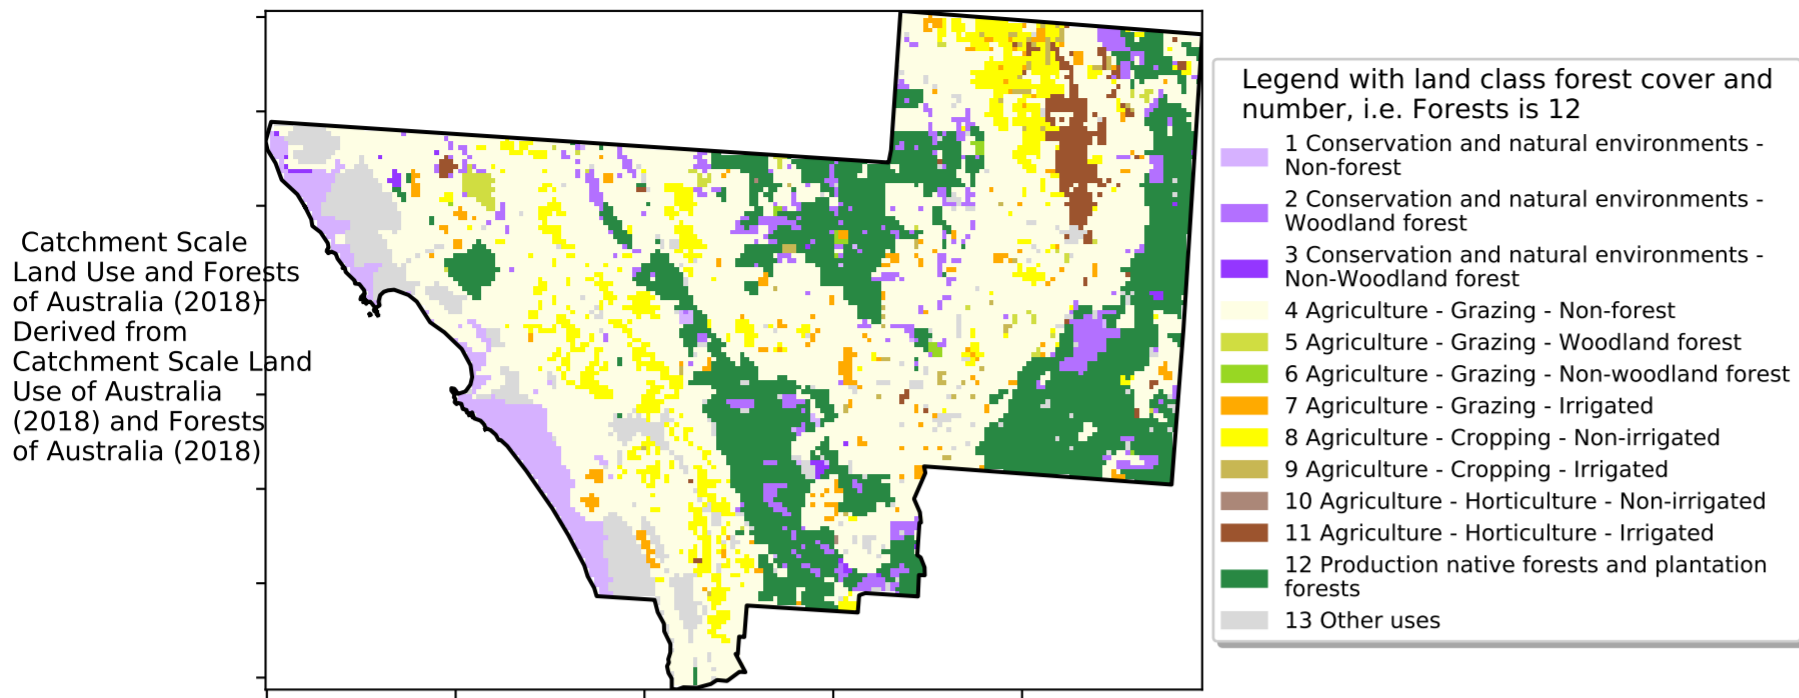 Catchment Scale
Land Use and Forests
of Australia (2018)
Derived from
Catchment Scale Land
Use of Australia
(2018) and Forests
of Australia (2018)
Legend with land class forest cover and
number, i.e. Forests is 12
1 Conservation and natural environments -
Non-forest
2 Conservation and natural environments -
Woodland forest
3 Conservation and natural environments -
Non-Woodland forest
4 Agriculture - Grazing - Non-forest
5 Agriculture - Grazing - Woodland forest
6 Agriculture - Grazing - Non-woodland forest
7 Agriculture - Grazing - Irrigated
8 Agriculture - Cropping - Non-irrigated
9 Agriculture - Cropping - Irrigated
10 Agriculture - Horticulture - Non-irrigated
11 Agriculture - Horticulture - Irrigated
12 Production native forests and plantation
forests
13 Other uses